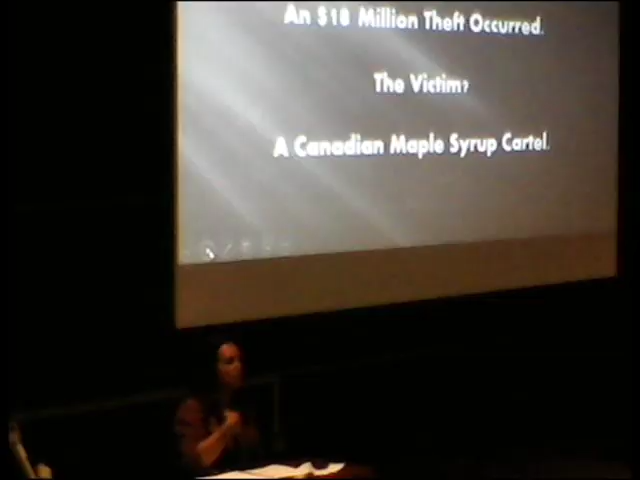 An $18 Million Theft Occurred.
The Victim?
A Canadian Maple Syrup Cartel.